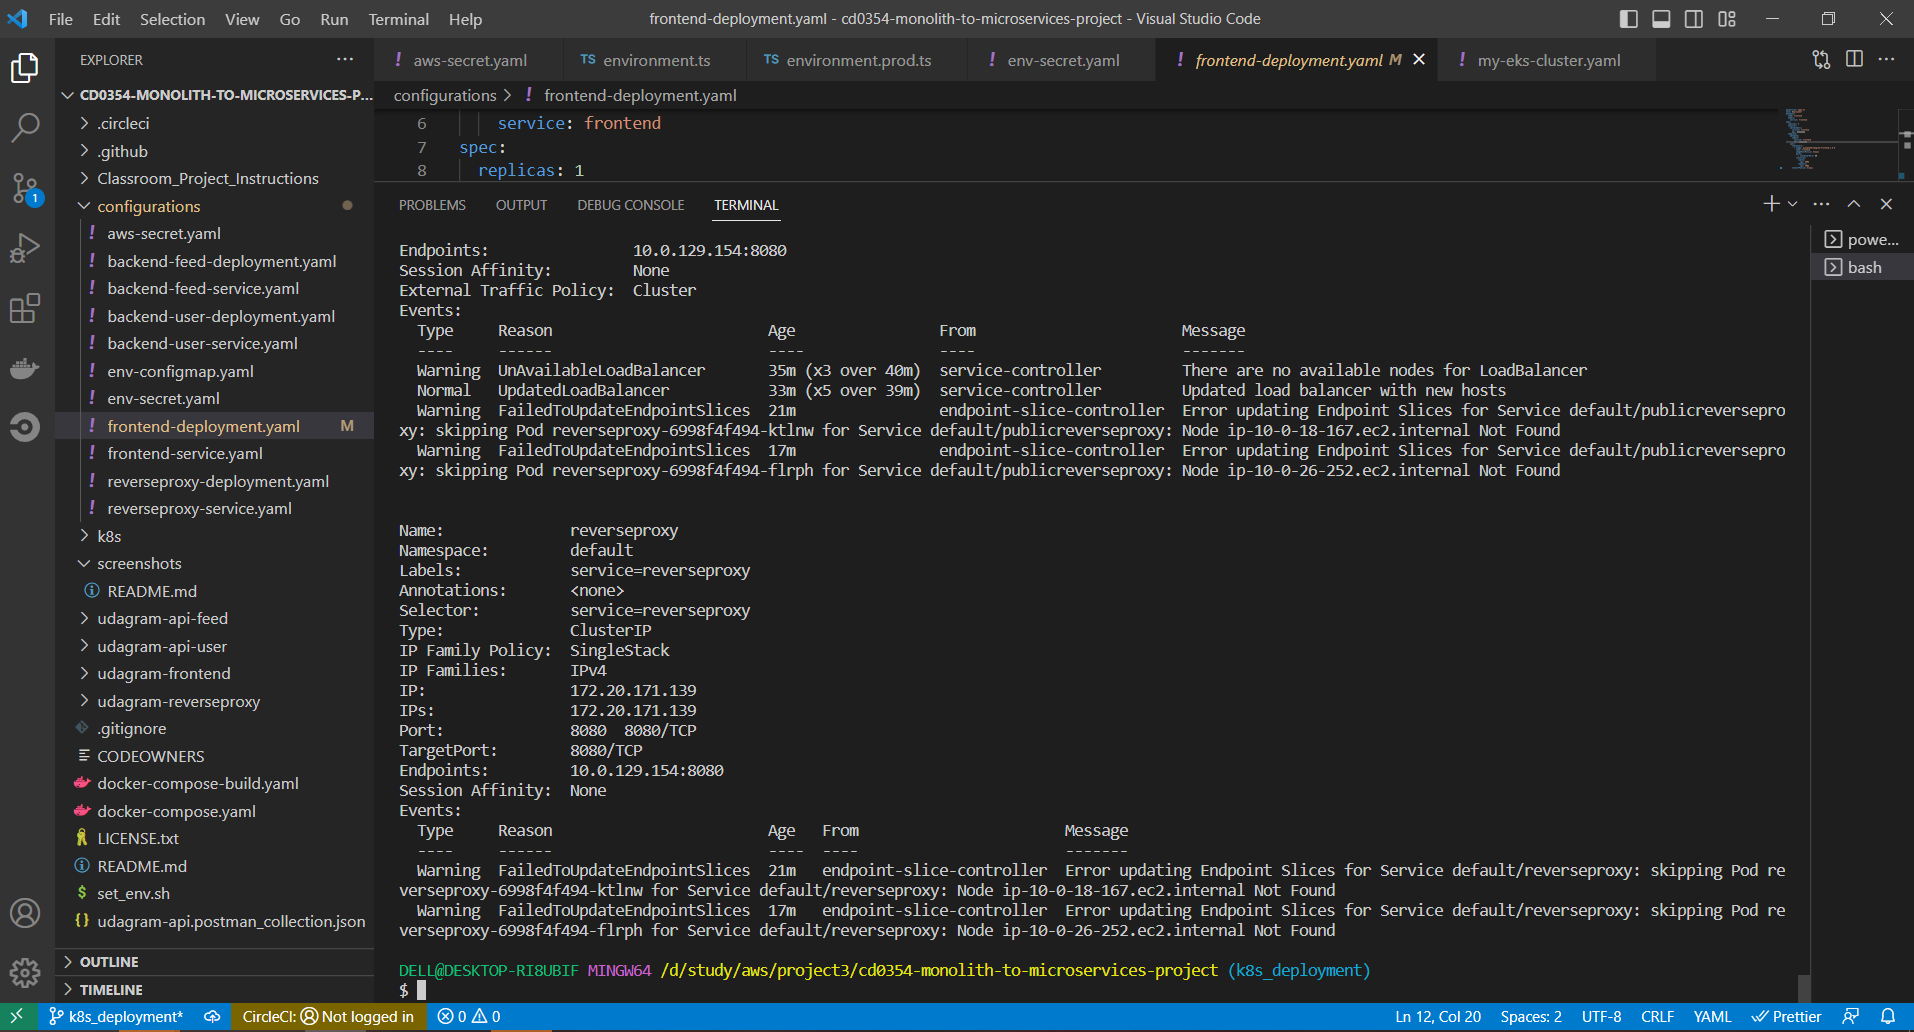 File Edit Selection View Go Run Terminal Help
frontend-deployment.yaml - cd0354-monolith-to-microservices-project - Visual Studio Code
EXPLORER
CD0354-MONOLITH-TO-MICROSERVICES-P...
.circleci
.github
Classroom_Project_Instructions
configurations
! aws-secret.yaml
! backend-feed-deployment.yaml
! backend-feed-service.yaml
! backend-user-deployment.yaml
! backend-user-service.yaml
! env-configmap.yaml
! env-secret.yaml
! frontend-deployment.yaml M
! frontend-service.yaml
! reverseproxy-deployment.yaml
! reverseproxy-service.yaml
k8s
screenshots
README.md
udagram-api-feed
udagram-api-user
udagram-frontend
udagram-reverseproxy
.gitignore
CODEOWNERS
docker-compose-build.yaml
docker-compose.yaml
LICENSE.txt
README.md
$ set_env.sh
{} udagram-api.postman_collection.json
OUTLINE
TIMELINE
1
! aws-secret.yaml TS environment.ts TS environment.prod.ts ! env-secret.yaml ! frontend-deployment.yaml M ! my-eks-cluster.yaml
configurations > ! frontend-deployment.yaml
6 service: frontend
7 spec:
8 replicas: 1
PROBLEMS OUTPUT DEBUG CONSOLE TERMINAL
Endpoints: 10.0.129.154:8080
Session Affinity: None
External Traffic Policy: Cluster
Events:
Type Reason Age From Message
---- ------ ---- ---- -------
Warning UnAvailableLoadBalancer 35m (x3 over 40m) service-controller There are no available nodes for LoadBalancer
Normal UpdatedLoadBalancer 33m (x5 over 39m) service-controller Updated load balancer with new hosts
Warning FailedToUpdateEndpointSlices 21m endpoint-slice-controller Error updating Endpoint Slices for Service default/publicreversepro
xy: skipping Pod reverseproxy-6998f4f494-ktlnw for Service default/publicreverseproxy: Node ip-10-0-18-167.ec2.internal Not Found
Warning FailedToUpdateEndpointSlices 17m endpoint-slice-controller Error updating Endpoint Slices for Service default/publicreversepro
xy: skipping Pod reverseproxy-6998f4f494-flrph for Service default/publicreverseproxy: Node ip-10-0-26-252.ec2.internal Not Found
Name: reverseproxy
Namespace: default
Labels: service=reverseproxy
Annotations: <none>
Selector: service=reverseproxy
Type: ClusterIP
IP Family Policy: SingleStack
IP Families: IPv4
IP: 172.20.171.139
IPs: 172.20.171.139
Port: 8080 8080/TCP
TargetPort: 8080/TCP
Endpoints: 10.0.129.154:8080
Session Affinity: None
Events:
Type Reason Age From Message
---- ------ ---- ---- -------
Warning FailedToUpdateEndpointSlices 21m endpoint-slice-controller Error updating Endpoint Slices for Service default/reverseproxy: skipping Pod re
verseproxy-6998f4f494-ktlnw for Service default/reverseproxy: Node ip-10-0-18-167.ec2.internal Not Found
Warning FailedToUpdateEndpointSlices 17m endpoint-slice-controller Error updating Endpoint Slices for Service default/reverseproxy: skipping Pod re
verseproxy-6998f4f494-flrph for Service default/reverseproxy: Node ip-10-0-26-252.ec2.internal Not Found
DELL@DESKTOP-RI8UBIF MINGW64 /d/study/aws/project3/cd0354-monolith-to-microservices-project (k8s_deployment)
$
powe...
bash
k8s_deployment* CircleCI: Not logged in 0 0 Ln 12, Col 20 Spaces: 2 UTF-8 CRLF YAML Prettier